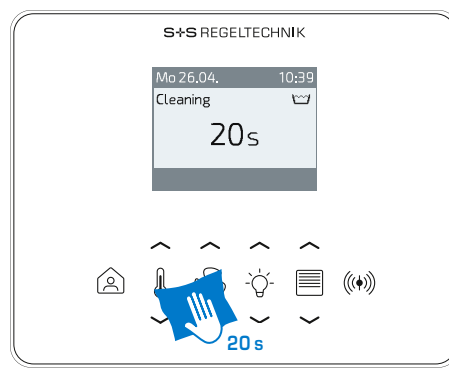 S+S REGELTECHNIK
Mo 26.04. 10:39
Cleaning
20s
20 s